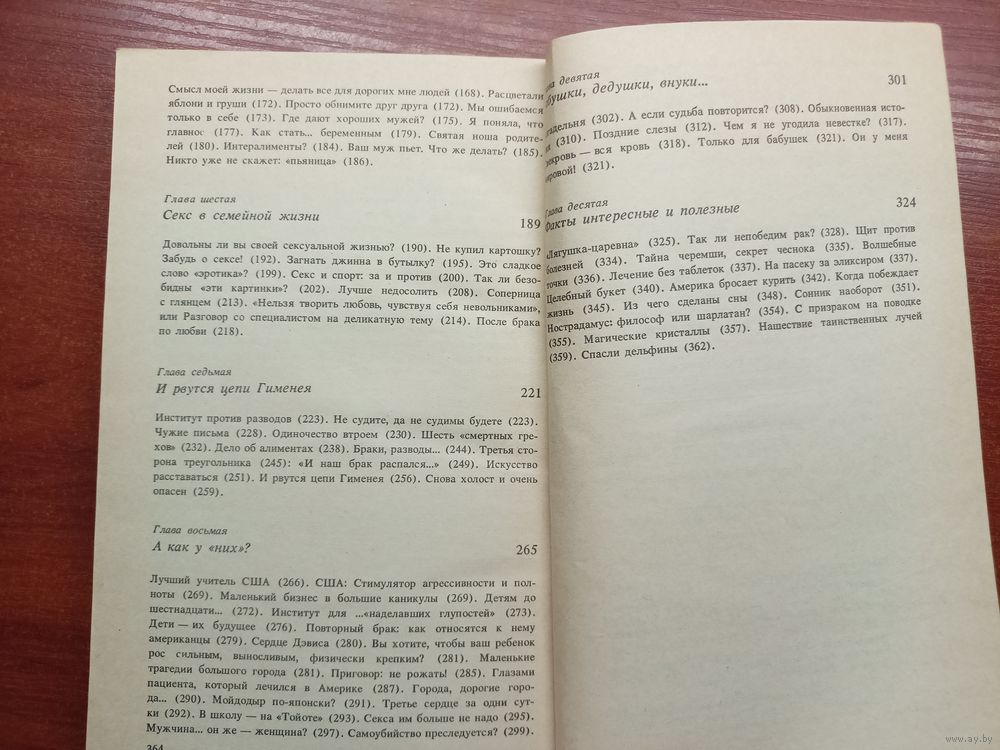 Смысл моей жизни — делать все для дорогих мне людей (168). Расцветали
яблони и груши (172). Просто обнимите друг друга (172). Мы ошибаемся
только в себе (173). Где дают хороших мужей? (175). Я поняла, что
главное (177). Как стать... беременным (179). Святая ноша родите-
лей (180). Интералименты? (184). Ваш муж пьет. Что же делать? (185).
Никто уже не скажет: «пьяница» (186).
Глава шестая
Секс в семейной жизни 189
Довольны ли вы своей сексуальной жизнью? (190). Не купил картошку?
Забудь о сексе! (192). Загнать джинна в бутылку? (195). Это сладкое
слово «эротика»? (199). Секс и спорт: за и против (200). Так ли безо-
бидны «эти картинки»? (202). Лучше недосолить (208). Соперница
с глянцем (213). «Нельзя творить любовь, чувствуя себя невольниками»,
или Разговор со специалистом на деликатную тему (214). После брака
по любви (218).
Глава седьмая
И рвутся цепи Гименея 221
Институт против разводов (223). Не судите, да не судимы будете (223).
Чужие письма (228). Одиночество втроем (230). Шесть «смертных гре-
хов» (232). Дело об алиментах (238). Браки, разводы... (244). Третья сто-
рона треугольника (245): «И наш брак распался...» (249). Искусство
расставаться (251). И рвутся цепи Гименея (256). Снова холост и очень
опасен (259).
Глава восьмая
А как у «них»? 265
Лучший учитель США (266). США: Стимулятор агрессивности и пол-
ноты (269). Маленький бизнес в большие каникулы (269). Детям до
шестнадцати... (272). Институт для ...«наделавших глупостей» (273).
Дети — их будущее (276). Повторный брак: как относятся к нему
американцы (279). Сердце Дэвиса (280). Вы хотите, чтобы ваш ребенок
рос сильным, выносливым, физически крепким? (281). Маленькие
трагедии большого города (281). Приговор: не рожать! (285). Глазами
пациента, который лечился в Америке (287). Города, дорогие горо-
да... (290). Мойдодыр по-японски? (291). Третье сердце за одни сут-
ки (292). В школу — на «Тойоте» (293). Секса им больше не надо (295).
Мужчина... он же — женщина? (297). Самоубийство преследуется? (299).
364
девятая
дедушки, внуки... 301
(302). А если судьба повторится? (308). Обыкновенная исто-
(310). Поздние слезы (312). Чем я не угодила невестке? (317).
— вся кровь (318). Только для бабушек (321). Он у меня
(321).
Глава десятая
Факты интересные и полезные 324
«Лягушка-царевна» (325). Так ли непобедим рак? (328). Щит против
болезней (334). Тайна черемши, секрет чеснока (335). Волшебные
точки (336). Лечение без таблеток (337). На пасеку за эликсиром (337).
Целебный букет (340). Америка бросает курить (342). Когда побеждает
жизнь (345). Из чего сделаны сны (348). Сонник наоборот (351).
Нострадамус: философ или шарлатан? (354). С призраком на поводке
(355). Магические кристаллы (357). Нашествие таинственных лучей
(359). Спасли дельфины (362).
www.ay.by